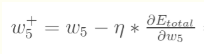 $w_5^+ = w_5 - \eta * \frac{\partial E_{total}}{\partial w_5}$